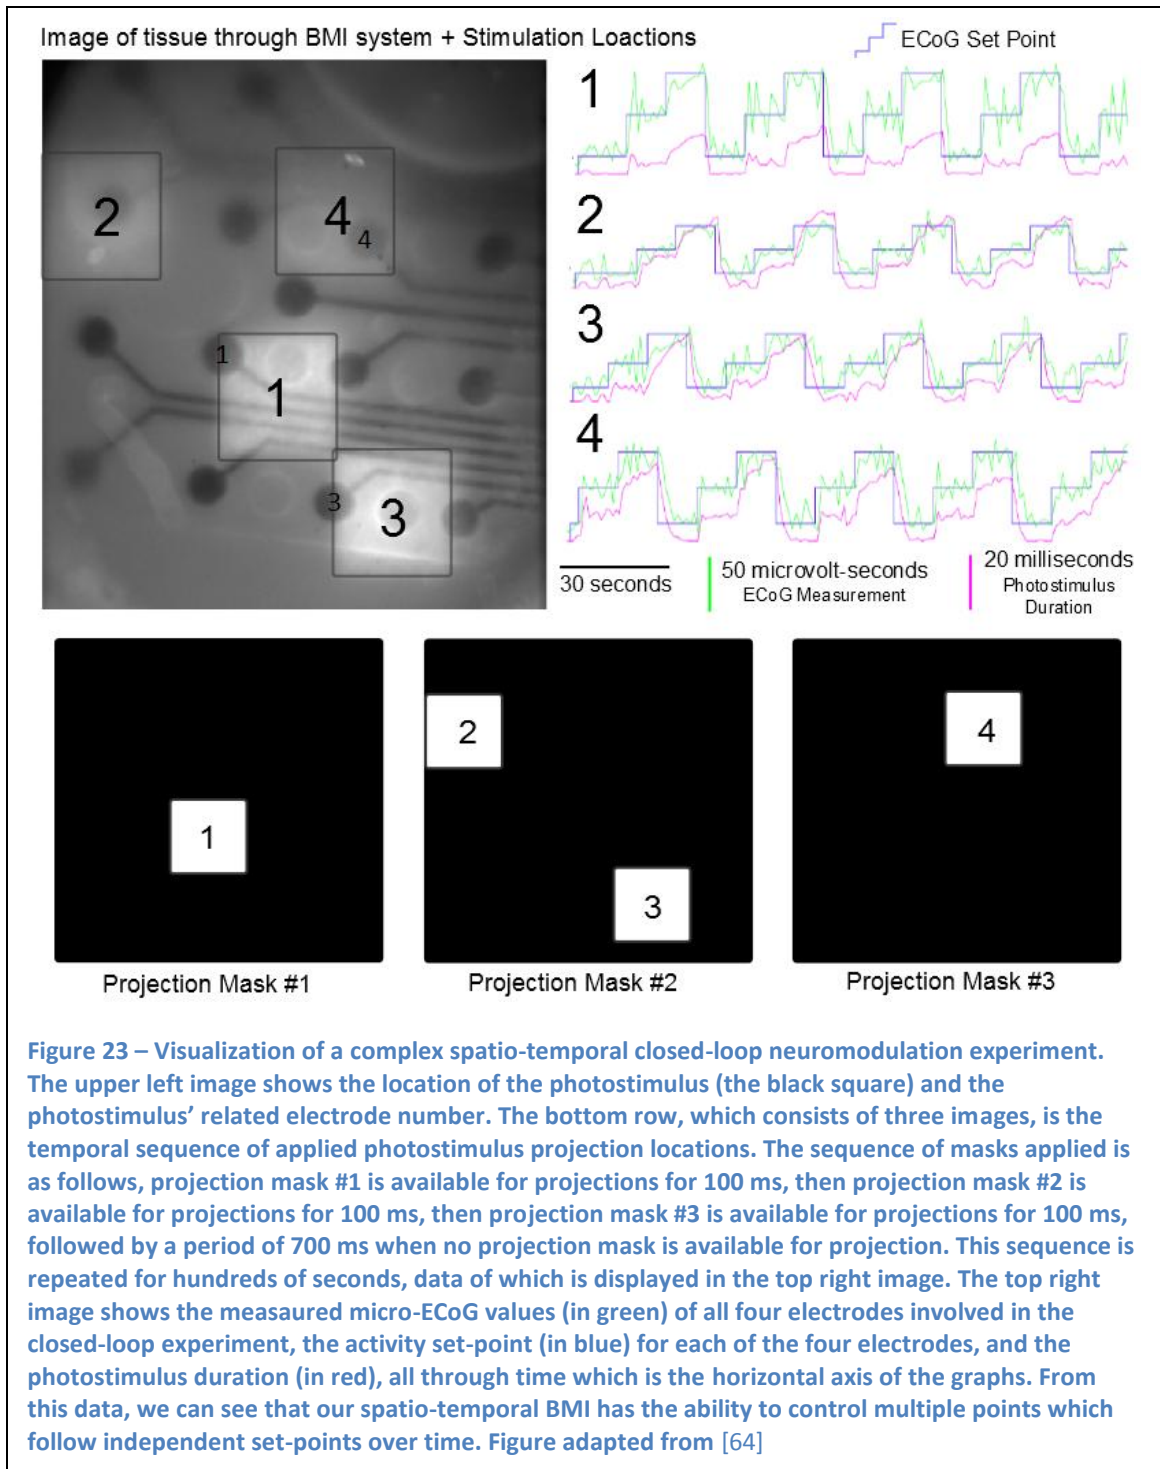 Image of tissue through BMI system + Stimulation Loactions
ECoG Set Point
2
4
4
1
1
3
3
1
2
3
4
30 seconds
50 microvolt-seconds
ECoG Measurement
20 milliseconds
Photostimulus
Duration
1
2
3
4
Projection Mask #1
Projection Mask #2
Projection Mask #3
Figure 23 – Visualization of a complex spatio-temporal closed-loop neuromodulation experiment.
The upper left image shows the location of the photostimulus (the black square) and the
photostimulus’ related electrode number. The bottom row, which consists of three images, is the
temporal sequence of applied photostimulus projection locations. The sequence of masks applied is
as follows, projection mask #1 is available for projections for 100 ms, then projection mask #2 is
available for projections for 100 ms, then projection mask #3 is available for projections for 100 ms,
followed by a period of 700 ms when no projection mask is available for projection. This sequence is
repeated for hundreds of seconds, data of which is displayed in the top right image. The top right
image shows the measaured micro-ECoG values (in green) of all four electrodes involved in the
closed-loop experiment, the activity set-point (in blue) for each of the four electrodes, and the
photostimulus duration (in red), all through time which is the horizontal axis of the graphs. From
this data, we can see that our spatio-temporal BMI has the ability to control multiple points which
follow independent set-points over time. Figure adapted from [64]